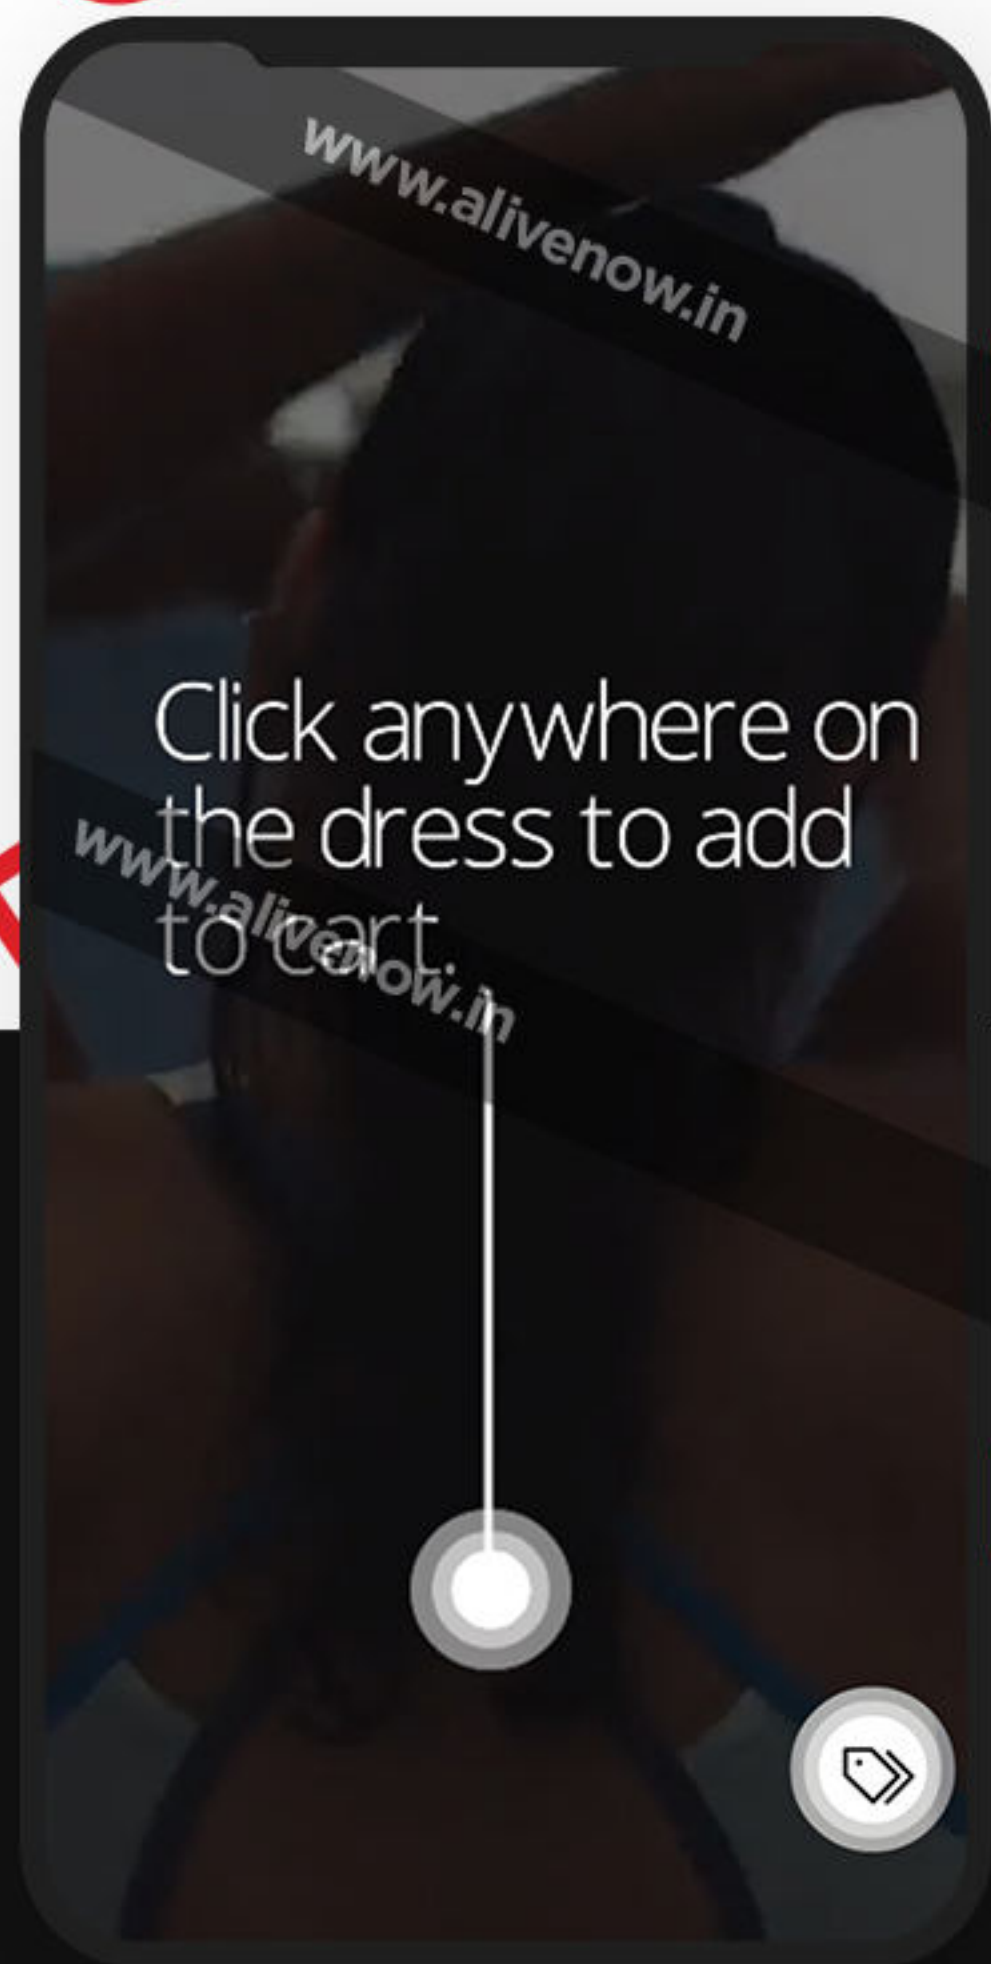 www.alivenow.in
Click anywhere on
the dress to add
to cart.
www.alivenow.in